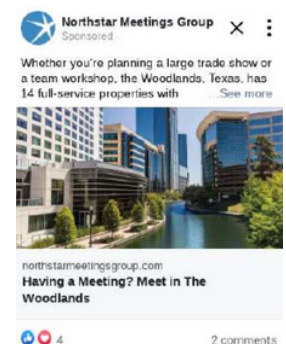 Northstar Meetings Group
Sponsored ·
Whether you're planning a large trade show or
a team workshop, the Woodlands, Texas, has
14 full-service properties with ...See more
northstarmeetingsgroup.com
Having a Meeting? Meet in The
Woodlands
4 2 comments